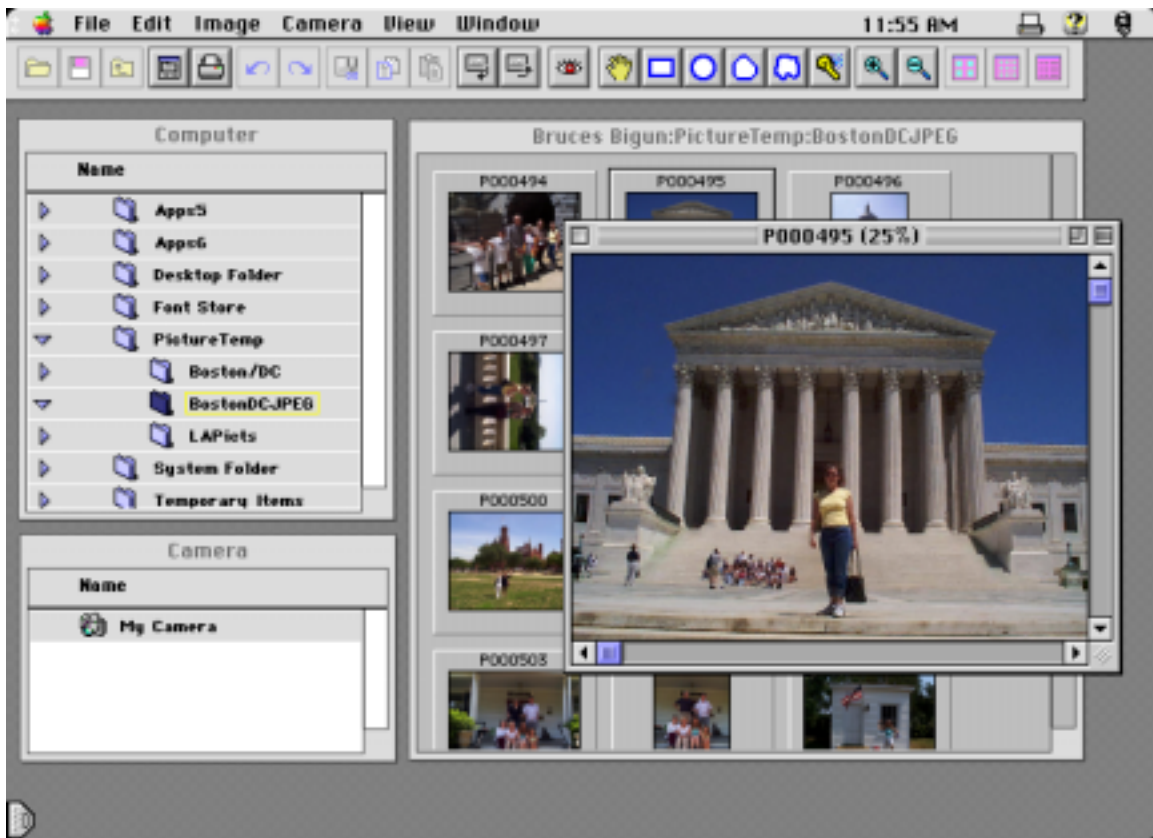 File Edit Image Camera View Window 11:55 AM
Computer
Name
Apps5
Apps6
Desktop Folder
Font Store
PictureTemp
Boston/DC
BostonDCJPEG
LAPicts
System Folder
Temporary Items
Camera
Name
My Camera
Bruces Bigun:PictureTemp:BostonDCJPEG
P000494 P000495 P000496
P000495 (25%)
P000497
P000500
P000503